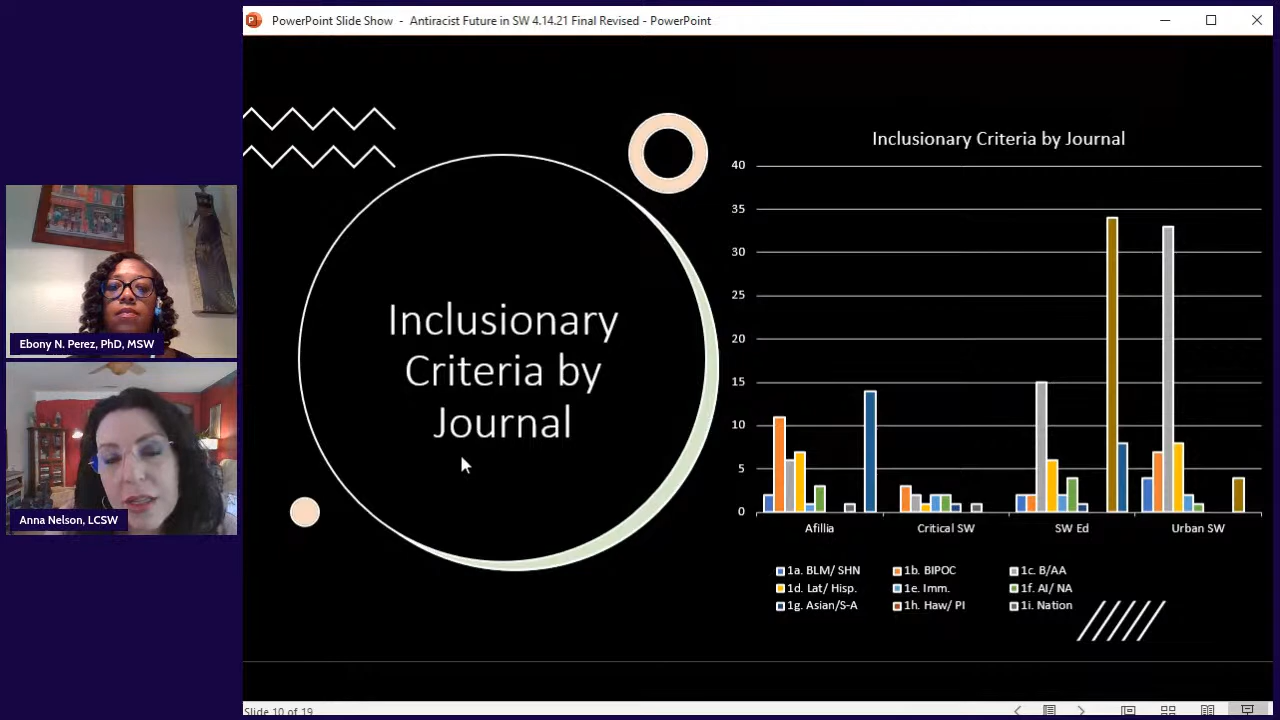 PowerPoint Slide Show - Antiracist Future in SW 4.14.21 Final Revised - PowerPoint
Ebony N. Perez, PhD, MSW
Anna Nelson, LCSW
Inclusionary
Criteria by
Journal
Inclusionary Criteria by Journal
40
35
30
25
20
15
10
5
0
Afillia Critical SW SW Ed Urban SW
1a. BLM/ SHN 1b. BIPOC 1c. B/AA
1d. Lat/ Hisp. 1e. Imm. 1f. AI/ NA
1g. Asian/S-A 1h. Haw/ PI 1i. Nation
Slide 10 of 19